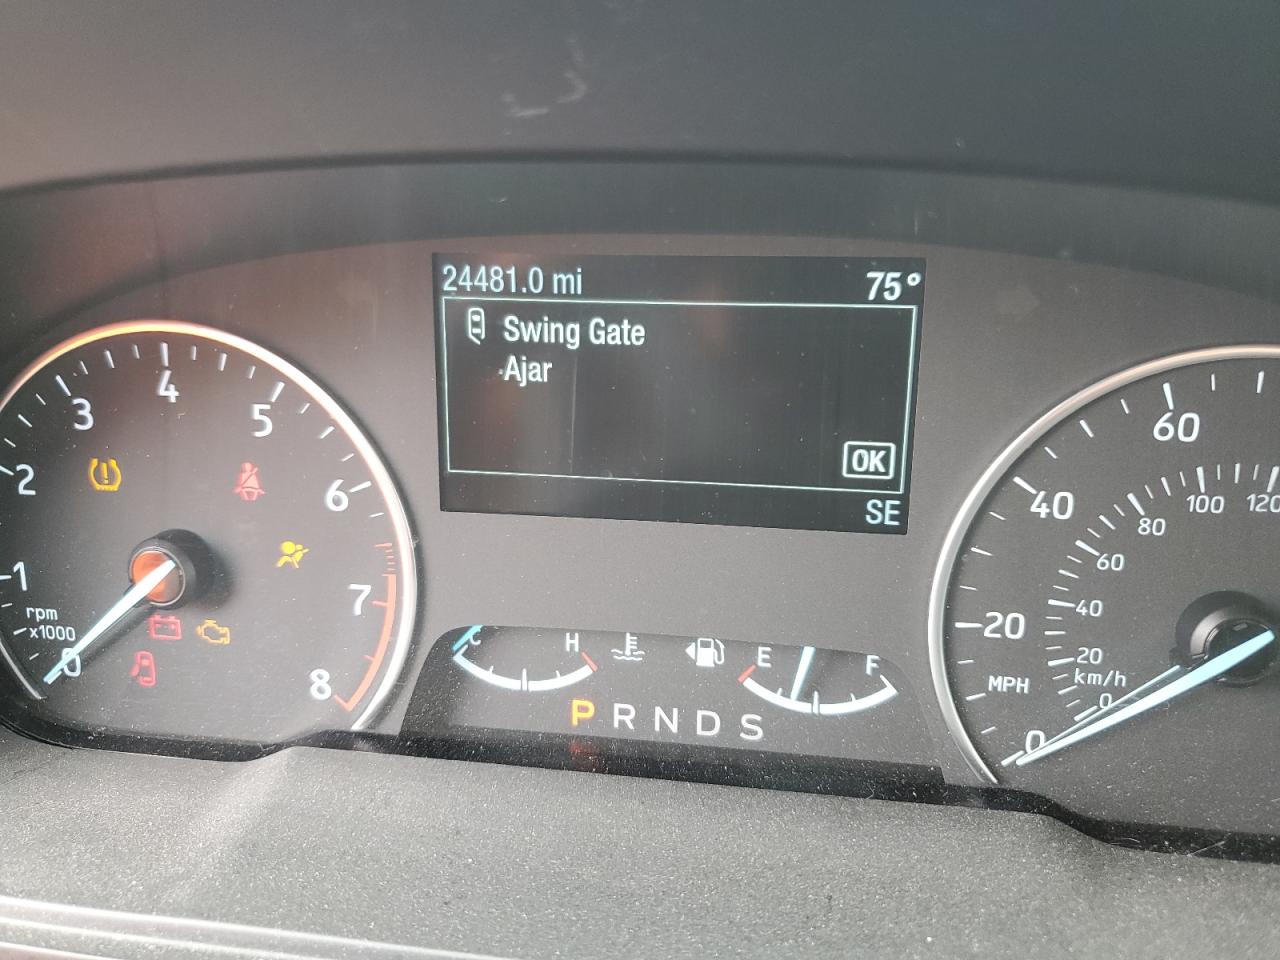 24481.0 mi 75°
Swing Gate
Ajar
OK
SE
0 1 2 3 4 5 6 7 8
rpm
x1000
C H E F
P R N D S
0 20 40 60
MPH
0 20 40 60 80 100 120
km/h